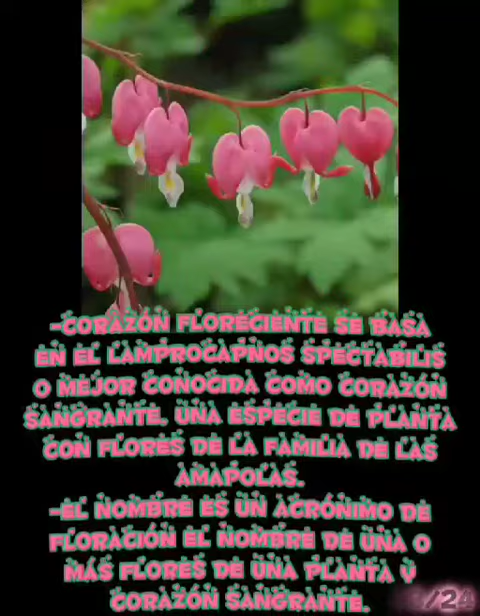 -CORAZÓN FLORECIENTE SE BASA
EN EL LAMPROCAPNOS SPECTABILIS
O MEJOR CONOCIDA COMO CORAZÓN
SANGRANTE, UNA ESPECIE DE PLANTA
CON FLORES DE LA FAMILIA DE LAS
AMAPOLAS.
-EL NOMBRE ES UN ACRÓNIMO DE
FLORACIÓN EL NOMBRE DE UNA O
MÁS FLORES DE UNA PLANTA Y
CORAZÓN SANGRANTE.